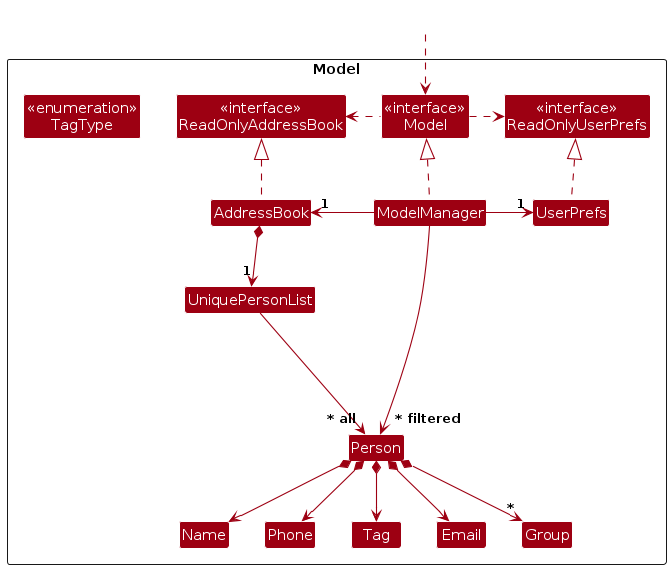 Model
«enumeration»
TagType
«interface»
ReadOnlyAddressBook
«interface»
Model
«interface»
ReadOnlyUserPrefs
AddressBook
1
ModelManager
1
UserPrefs
1
UniquePersonList
* all
* filtered
Person
*
Name
Phone
Tag
Email
Group